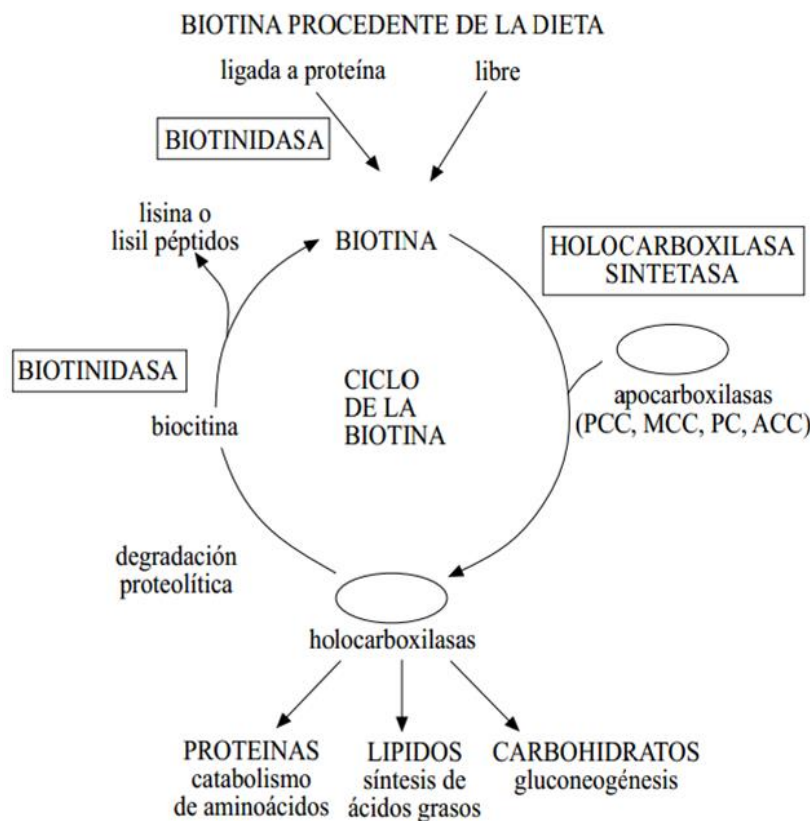 BIOTINA PROCEDENTE DE LA DIETA
ligada a proteína
libre
BIOTINIDASA
lisina o
lisil péptidos
BIOTINA
HOLOCARBOXILASA
SINTETASA
BIOTINIDASA
CICLO
DE LA
BIOTINA
apocarboxilasas
(PCC, MCC, PC, ACC)
biocitina
degradación
proteolítica
holocarboxilasas
PROTEINAS
catabolismo
de aminoácidos
LIPIDOS
síntesis de
ácidos grasos
CARBOHIDRATOS
gluconeogénesis